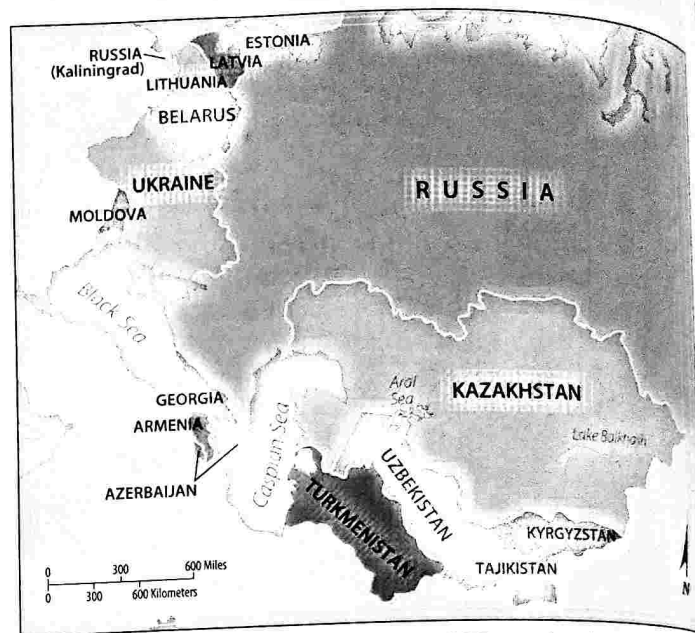 ESTONIA
RUSSIA
(Kaliningrad)
LATVIA
LITHUANIA
BELARUS
UKRAINE
RUSSIA
MOLDOVA
Black Sea
GEORGIA
ARMENIA
AZERBAIJAN
Caspian Sea
Aral
Sea
KAZAKHSTAN
Lake Balkhash
UZBEKISTAN
TURKMENISTAN
KYRGYZSTAN
TAJIKISTAN
0 300 600 Miles
0 300 600 Kilometers
N